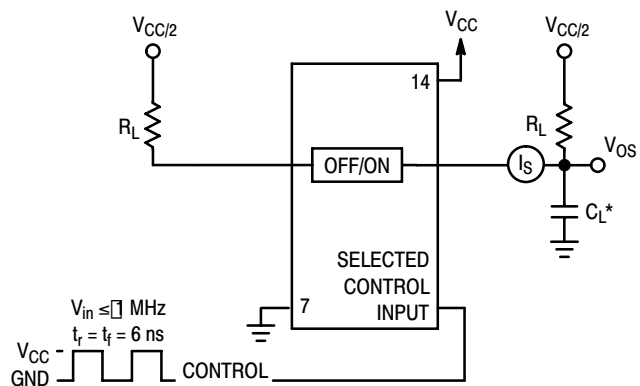 VCC/2
VCC
VCC/2
14
RL
RL
VOS
OFF/ON
IS
CL*
SELECTED
CONTROL
INPUT
7
Vin ≤ 1 MHz
tr = tf = 6 ns
VCC
GND
CONTROL